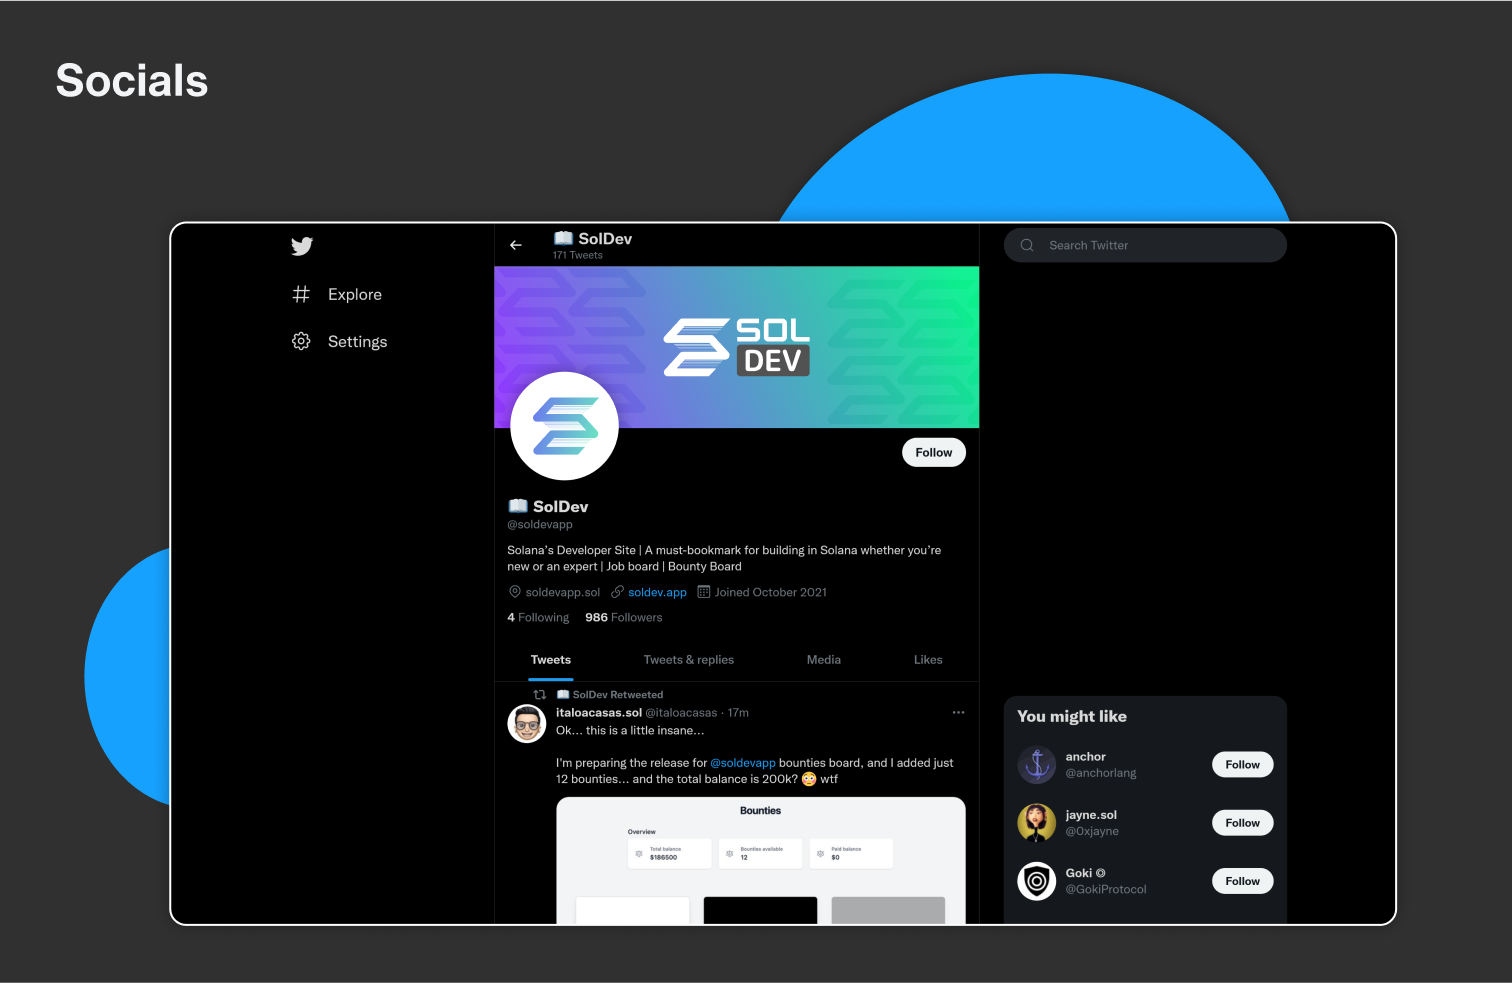 Socials
Explore
Settings
📖 SolDev
171 Tweets
SOL
DEV
Follow
📖 SolDev
@soldevapp
Solana’s Developer Site | A must-bookmark for building in Solana whether you’re
new or an expert | Job board | Bounty Board
soldevapp.sol soldev.app Joined October 2021
4 Following 986 Followers
Tweets Tweets & replies Media Likes
📖 SolDev Retweeted
italoacasas.sol @italoacasas · 17m
Ok... this is a little insane...
I'm preparing the release for @soldevapp bounties board, and I added just
12 bounties... and the total balance is 200k? 😳 wtf
Bounties
Overview
Total balance
$186500
Bounties available
12
Paid balance
$0
Search Twitter
You might like
anchor
@anchorlang
Follow
jayne.sol
@0xjayne
Follow
Goki
@GokiProtocol
Follow